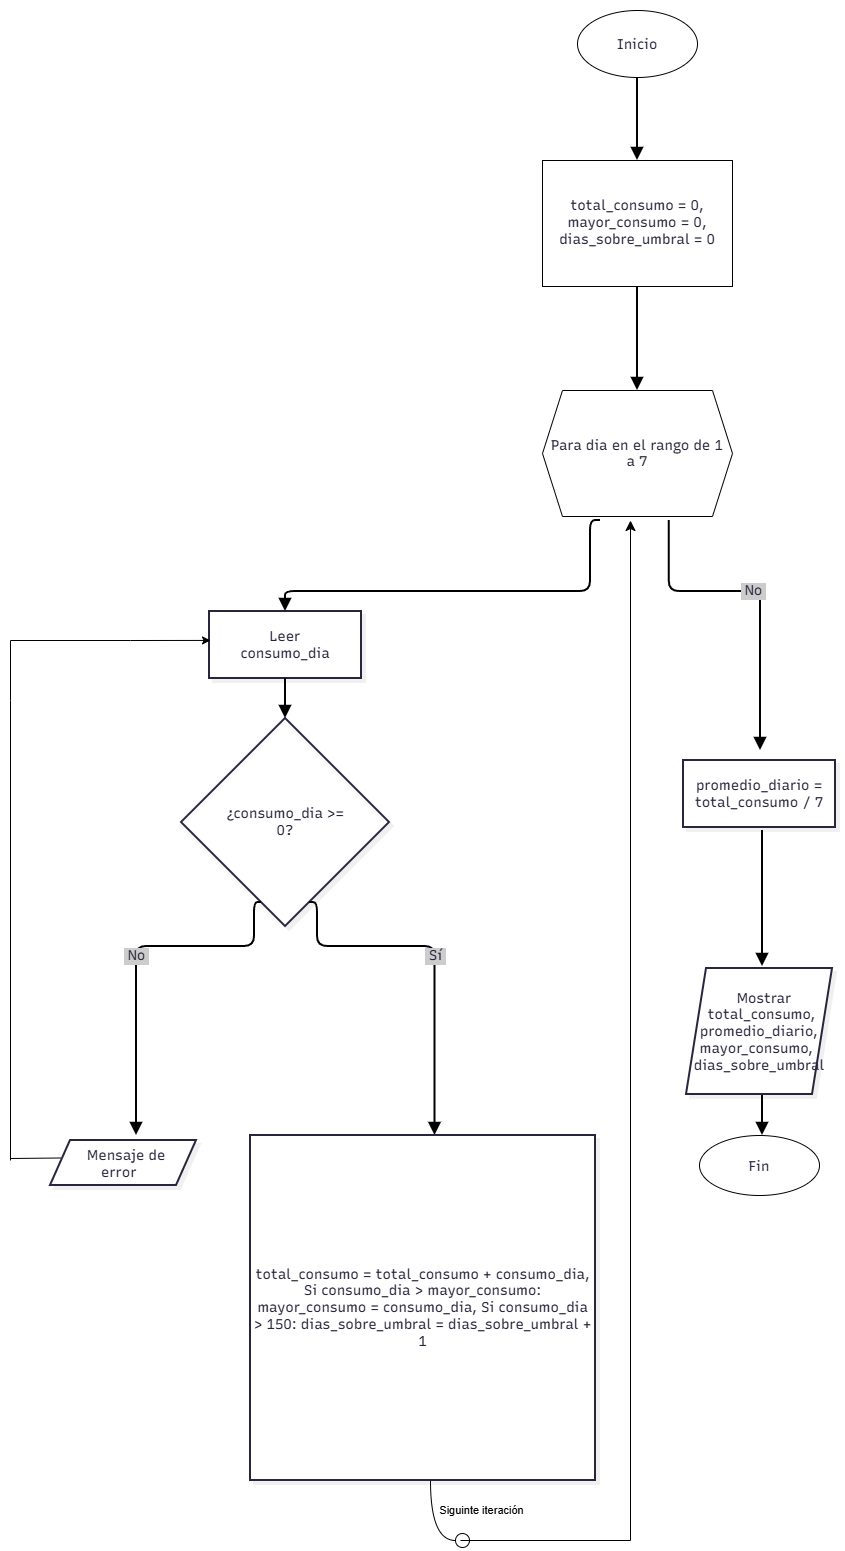 Inicio
total_consumo = 0,
mayor_consumo = 0,
dias_sobre_umbral = 0
Para dia en el rango de 1
a 7
No
Leer
consumo_dia
¿consumo_dia >=
0?
No
Sí
Mensaje de
error
total_consumo = total_consumo + consumo_dia,
Si consumo_dia > mayor_consumo:
mayor_consumo = consumo_dia, Si consumo_dia
> 150: dias_sobre_umbral = dias_sobre_umbral +
1
Siguinte iteración
promedio_diario =
total_consumo / 7
Mostrar
total_consumo,
promedio_diario,
mayor_consumo,
dias_sobre_umbral
Fin